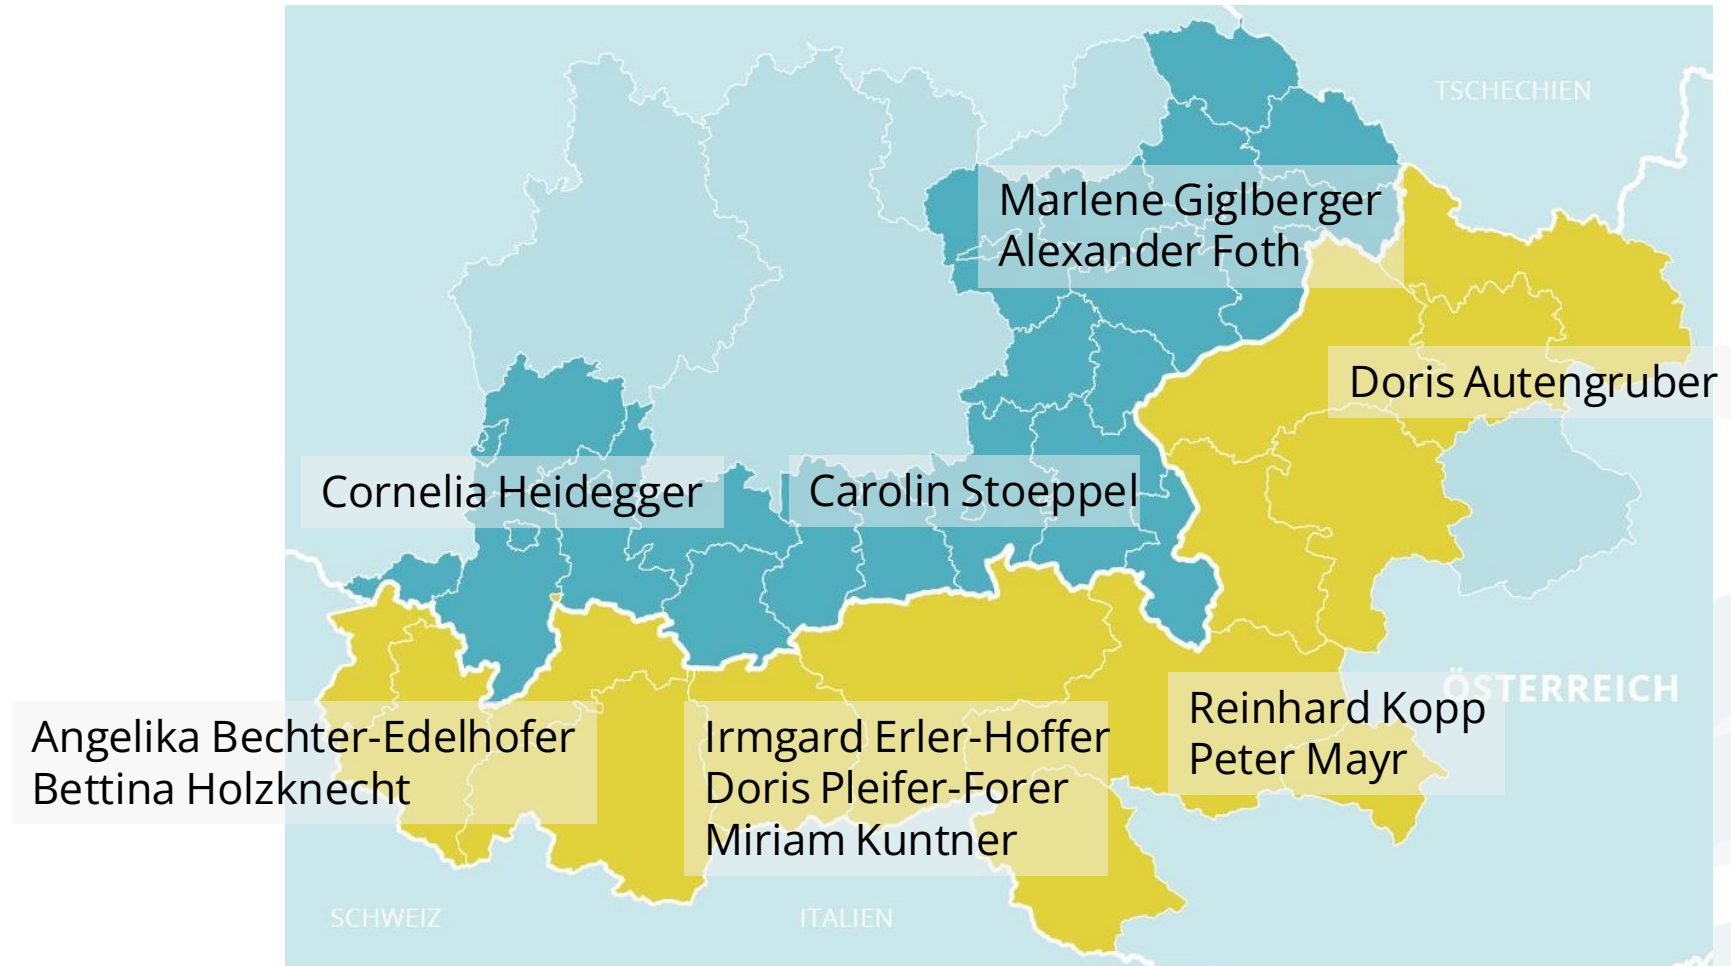 TSCHECHIEN
Marlene Giglberger
Alexander Foth
Doris Autengruber
Cornelia Heidegger
Carolin Stoeppel
ÖSTERREICH
Reinhard Kopp
Peter Mayr
Angelika Bechter-Edelhofer
Bettina Holzknecht
Irmgard Erler-Hoffer
Doris Pleifer-Forer
Miriam Kuntner
SCHWEIZ
ITALIEN